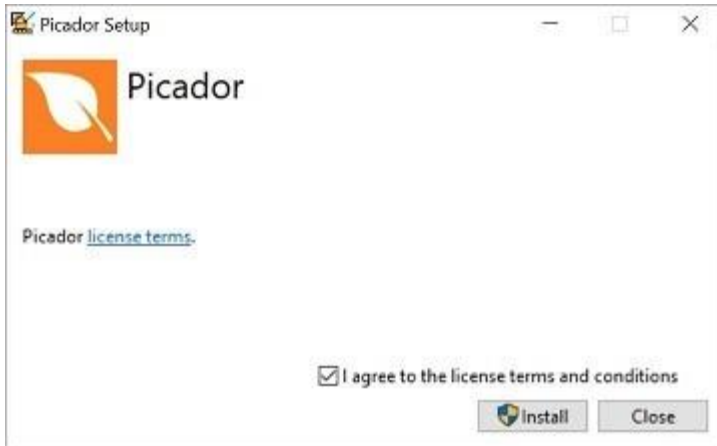 Picador Setup
Picador
Picador license terms.
I agree to the license terms and conditions
Install Close